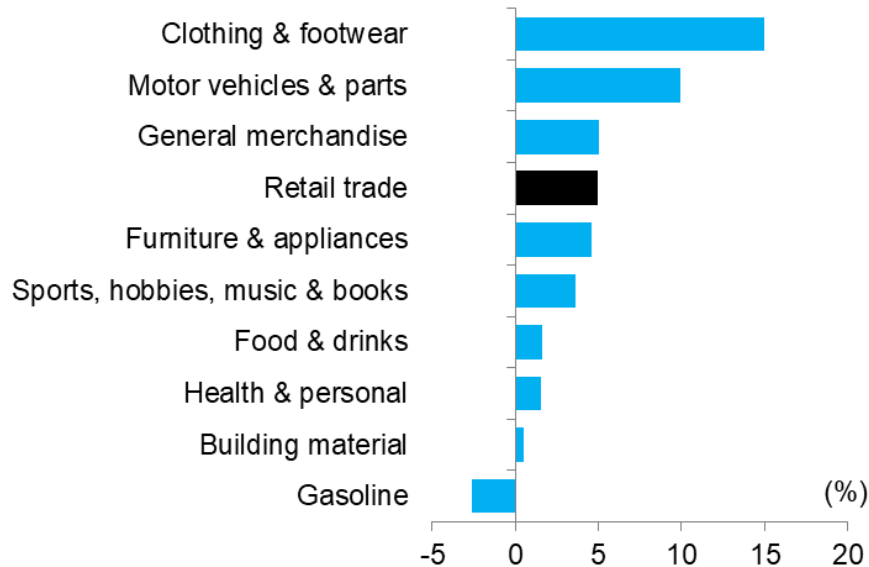 Clothing & footwear
Motor vehicles & parts
General merchandise
Retail trade
Furniture & appliances
Sports, hobbies, music & books
Food & drinks
Health & personal
Building material
Gasoline
(%)
-5 0 5 10 15 20